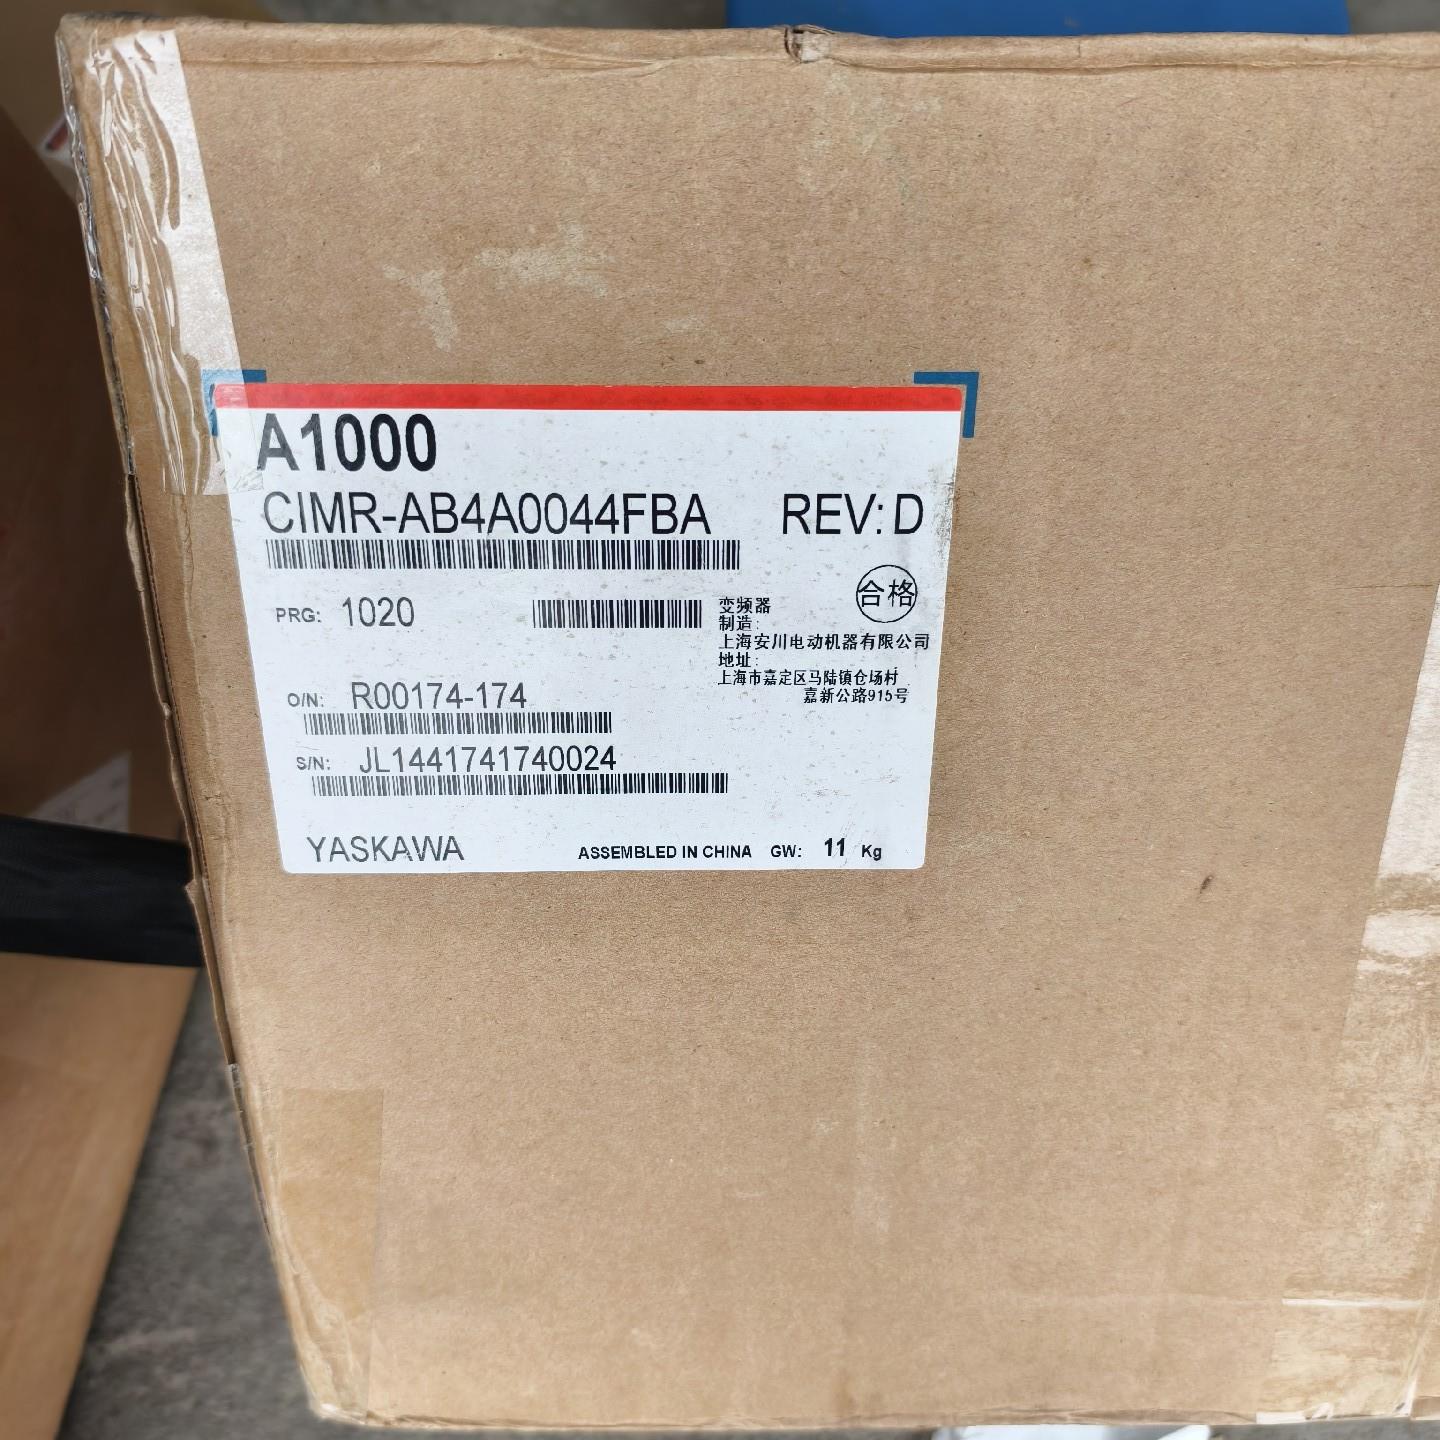 A1000
CIMR-AB4A0044FBA REV: D
合格
PRG: 1020
变频器
制造:
上海安川电动机器有限公司
地址:
上海市嘉定区马陆镇仓场村
嘉新公路915号
O/N: R00174-174
S/N: JL1441741740024
YASKAWA ASSEMBLED IN CHINA GW: 11 Kg